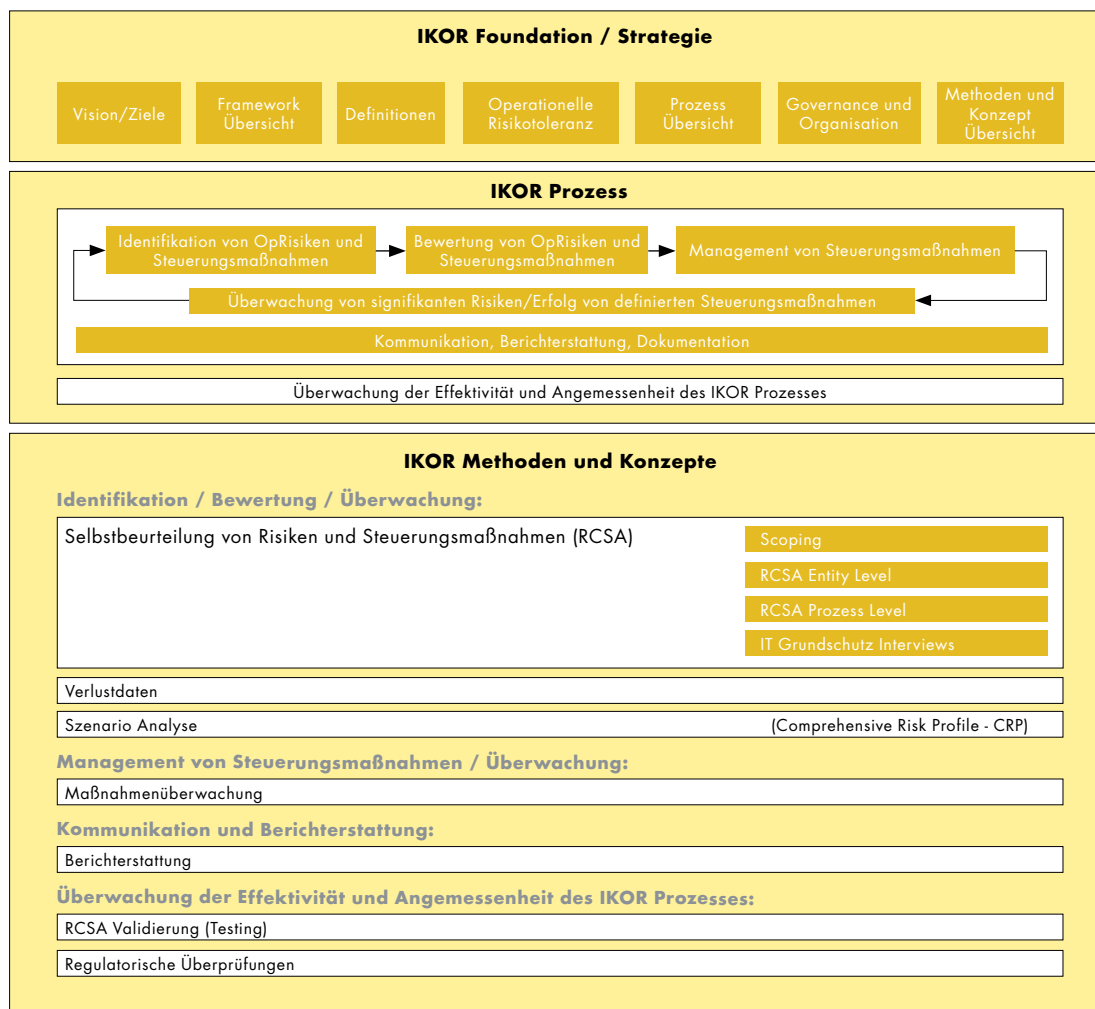 IKOR Foundation / Strategie
Vision/Ziele
Framework
Übersicht
Definitionen
Operationelle
Risikotoleranz
Prozess
Übersicht
Governance und
Organisation
Methoden und
Konzept
Übersicht
IKOR Prozess
Identifikation von OpRisiken und
Steuerungsmaßnahmen
Bewertung von OpRisiken und
Steuerungsmaßnahmen
Management von Steuerungsmaßnahmen
Überwachung von signifikanten Risiken/Erfolg von definierten Steuerungsmaßnahmen
Kommunikation, Berichterstattung, Dokumentation
Überwachung der Effektivität und Angemessenheit des IKOR Prozesses
IKOR Methoden und Konzepte
Identifikation / Bewertung / Überwachung:
Selbstbeurteilung von Risiken und Steuerungsmaßnahmen (RCSA)
Scoping
RCSA Entity Level
RCSA Prozess Level
IT Grundschutz Interviews
Verlustdaten
Szenario Analyse (Comprehensive Risk Profile - CRP)
Management von Steuerungsmaßnahmen / Überwachung:
Maßnahmenüberwachung
Kommunikation und Berichterstattung:
Berichterstattung
Überwachung der Effektivität und Angemessenheit des IKOR Prozesses:
RCSA Validierung (Testing)
Regulatorische Überprüfungen